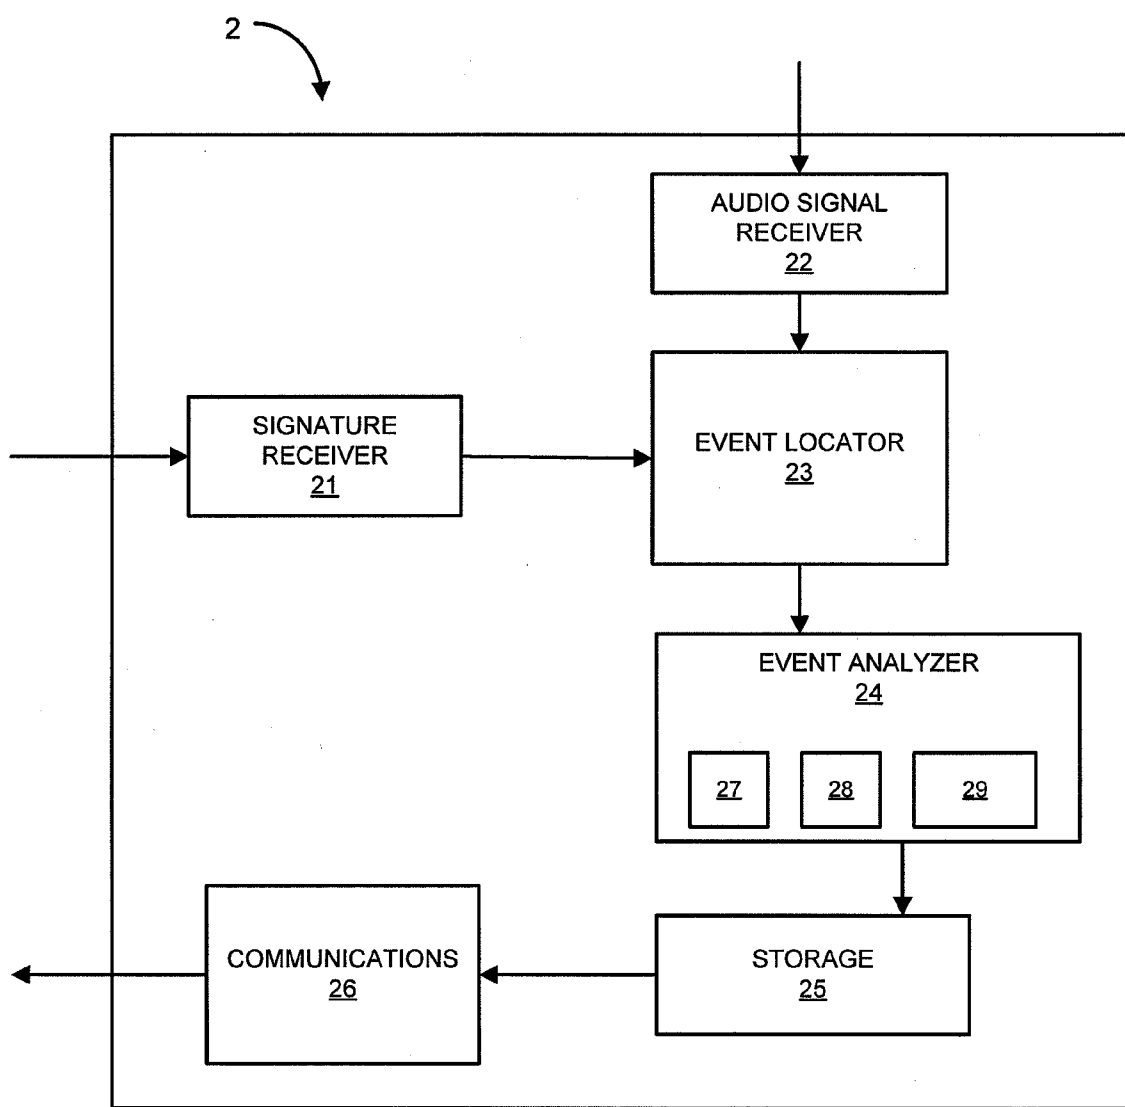 2
AUDIO SIGNAL
RECEIVER
22
SIGNATURE
RECEIVER
21
EVENT LOCATOR
23
EVENT ANALYZER
24
27
28
29
COMMUNICATIONS
26
STORAGE
25